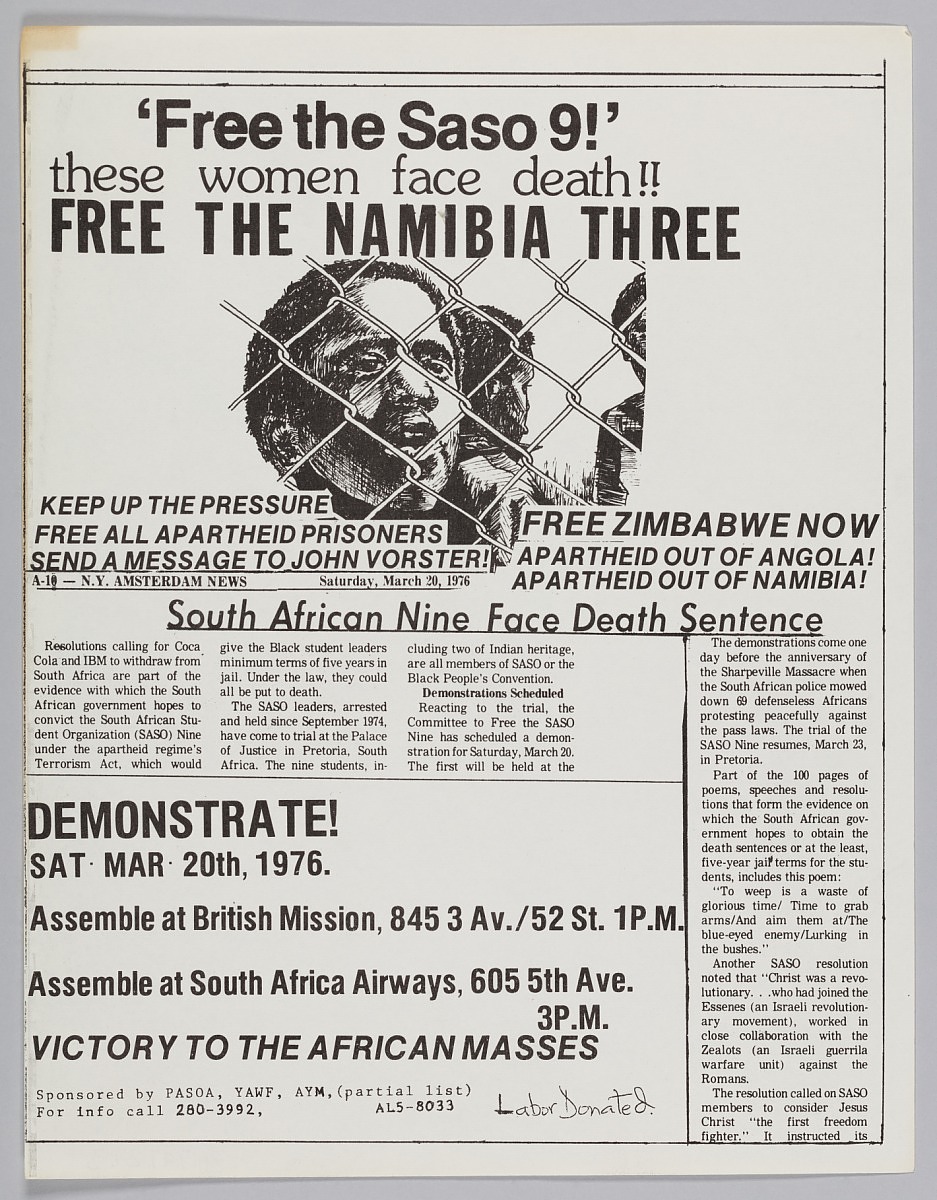 'Free the Saso 9!'
these women face death!!
FREE THE NAMIBIA THREE
KEEP UP THE PRESSURE
FREE ALL APARTHEID PRISONERS
SEND A MESSAGE TO JOHN VORSTER!
FREE ZIMBABWE NOW
APARTHEID OUT OF ANGOLA!
APARTHEID OUT OF NAMIBIA!
A-10 — N.Y. AMSTERDAM NEWS Saturday, March 20, 1976
South African Nine Face Death Sentence
Resolutions calling for Coca
Cola and IBM to withdraw from
South Africa are part of the
evidence with which the South
African government hopes to
convict the South African Stu-
dent Organization (SASO) Nine
under the apartheid regime's
Terrorism Act, which would
give the Black student leaders
minimum terms of five years in
jail. Under the law, they could
all be put to death.
The SASO leaders, arrested
and held since September 1974,
have come to trial at the Palace
of Justice in Pretoria, South
Africa. The nine students, in-
cluding two of Indian heritage,
are all members of SASO or the
Black People's Convention.
Demonstrations Scheduled
Reacting to the trial, the
Committee to Free the SASO
Nine has scheduled a demon-
stration for Saturday, March 20.
The first will be held at the
The demonstrations come one
day before the anniversary of
the Sharpeville Massacre when
the South African police mowed
down 69 defenseless Africans
protesting peacefully against
the pass laws. The trial of the
SASO Nine resumes, March 23,
in Pretoria.
Part of the 100 pages of
poems, speeches and resolu-
tions that form the evidence on
which the South African gov-
ernment hopes to obtain the
death sentences or at the least,
five-year jail terms for the stu-
dents, includes this poem:
"To weep is a waste of
glorious time/ Time to grab
arms/And aim them at/The
blue-eyed enemy/Lurking in
the bushes."
Another SASO resolution
noted that "Christ was a revo-
lutionary. . .who had joined the
Essenes (an Israeli revolution-
ary movement), worked in
close collaboration with the
Zealots (an Israeli guerrila
warfare unit) against the
Romans.
The resolution called on SASO
members to consider Jesus
Christ "the first freedom
fighter." It instructed its
DEMONSTRATE!
SAT· MAR· 20th, 1976.
Assemble at British Mission, 845 3 Av./52 St. 1P.M.
Assemble at South Africa Airways, 605 5th Ave.
3P.M.
VICTORY TO THE AFRICAN MASSES
Sponsored by PASOA, YAWF, AYM,(partial list)
For info call 280-3992, AL5-8033
Labor Donated.